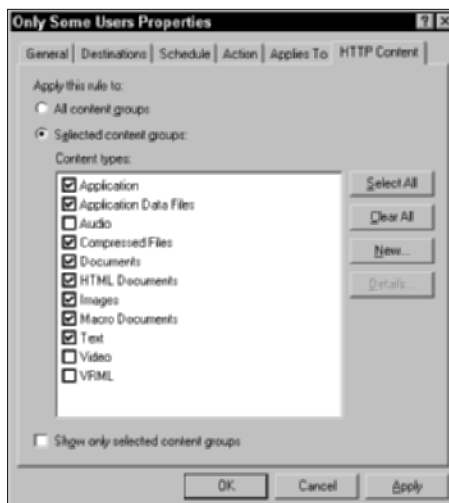 Only Some Users Properties
General Destinations Schedule Action Applies To HTTP Content
Apply this rule to:
All content groups
Selected content groups:
Content types:
Application
Application Data Files
Audio
Compressed Files
Documents
HTML Documents
Images
Macro Documents
Text
Video
VRML
Select All
Clear All
New...
Details...
Show only selected content groups
OK Cancel Apply